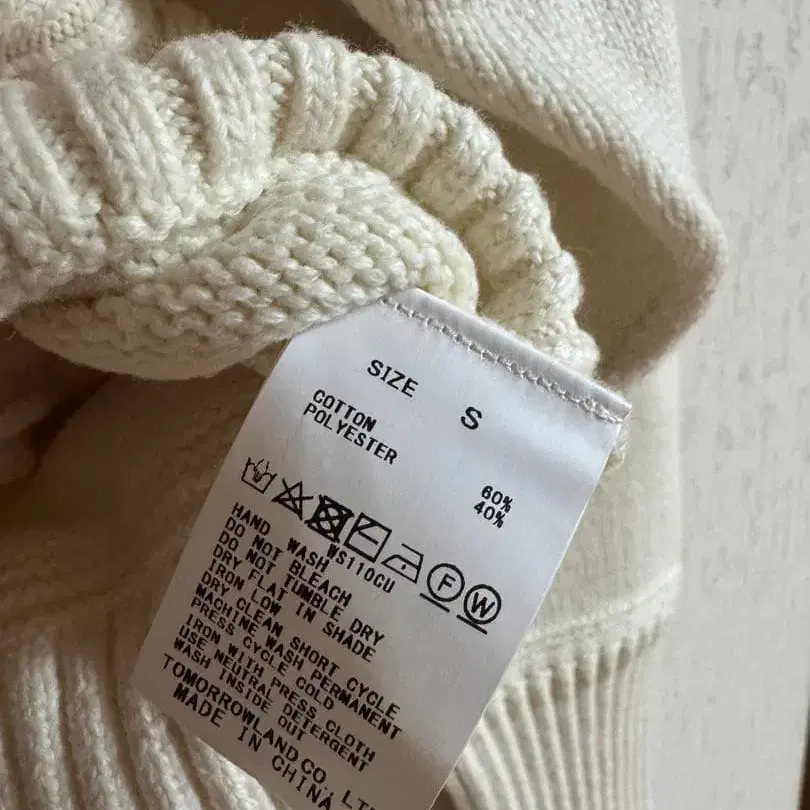 SIZE S
COTTON 60%
POLYESTER 40%
F W
WS110CU
HAND WASH
DO NOT BLEACH
DO NOT TUMBLE DRY
DRY FLAT IN SHADE
IRON LOW
DRY CLEAN SHORT CYCLE
MACHINE WASH PERMANENT
PRESS CYCLE COLD
IRON WITH PRESS CLOTH
USE NEUTRAL DETERGENT
WASH INSIDE OUT
TOMORROWLAND CO., LT
MADE IN CHINA